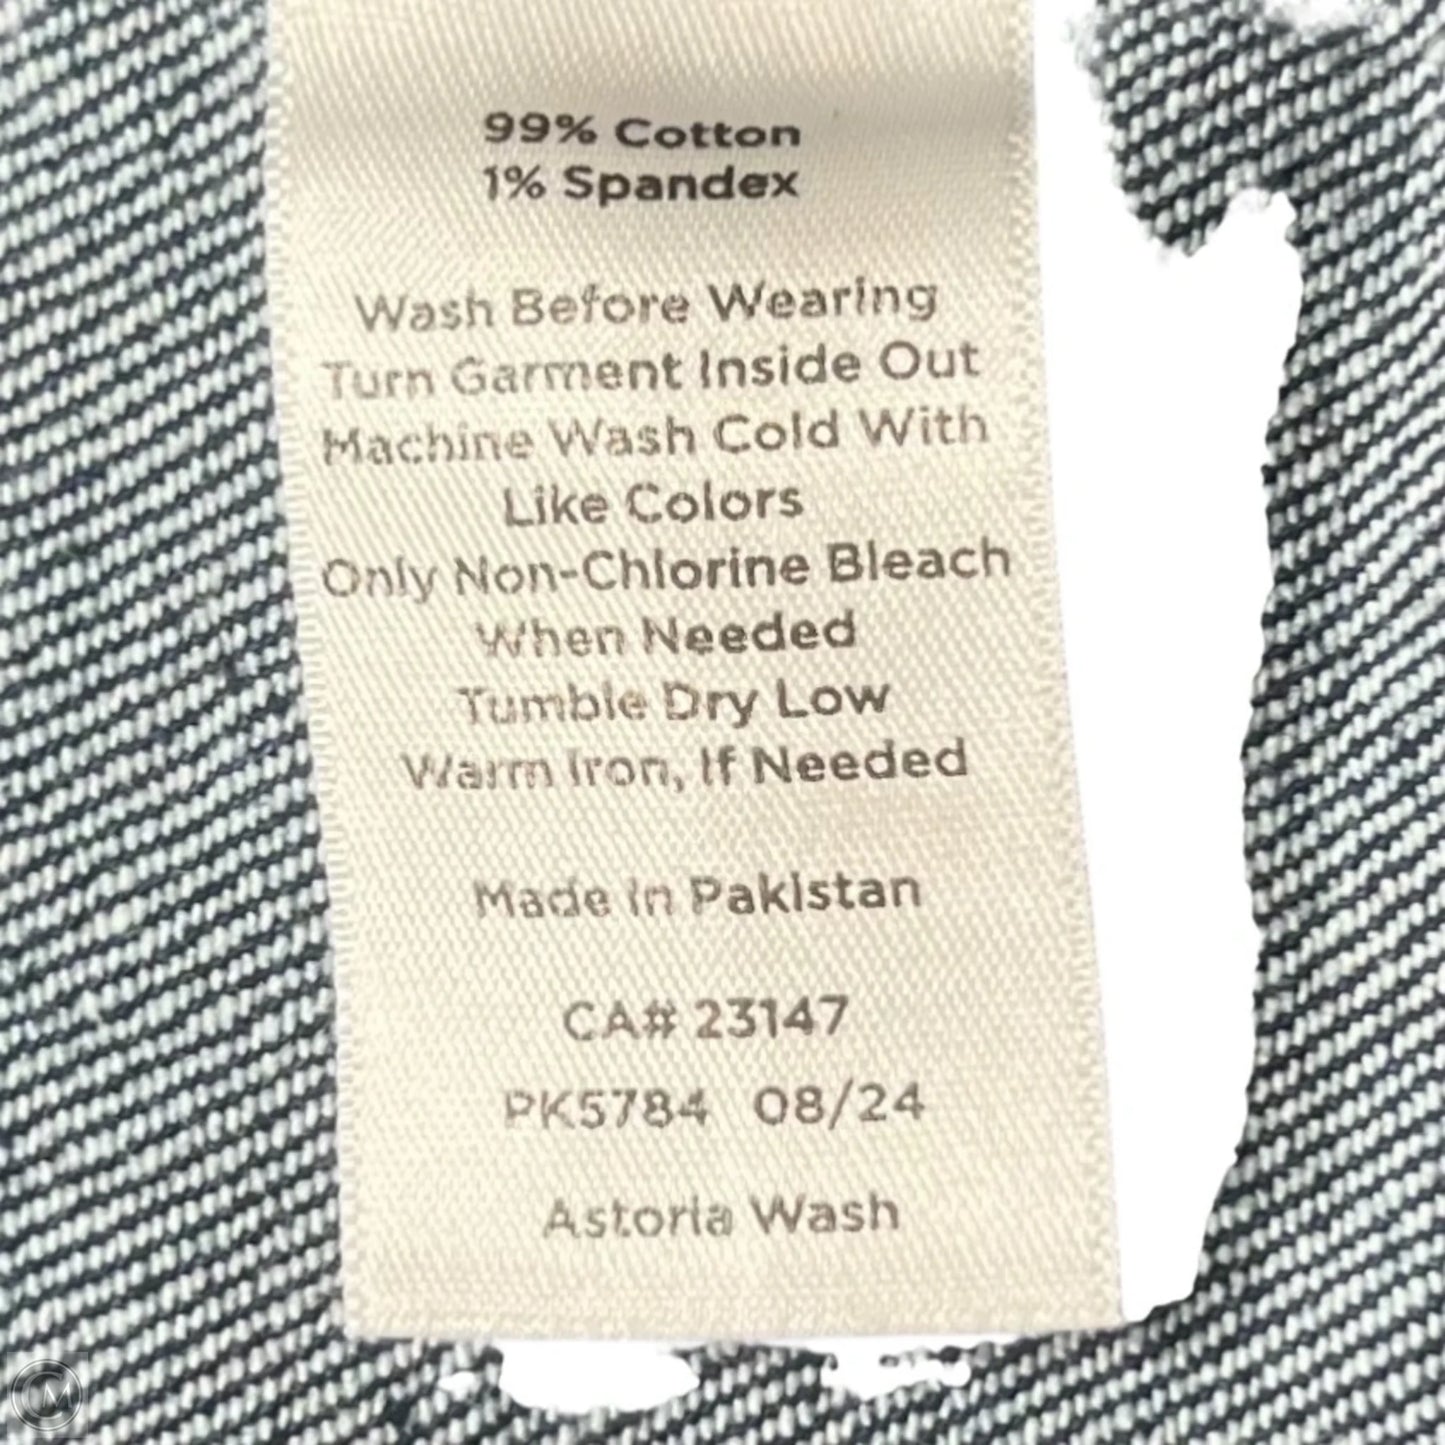 99% Cotton
1% Spandex
Wash Before Wearing
Turn Garment Inside Out
Machine Wash Cold With
Like Colors
Only Non-Chlorine Bleach
When Needed
Tumble Dry Low
Warm Iron, If Needed
Made in Pakistan
CA# 23147
PK5784 08/24
Astoria Wash
CM